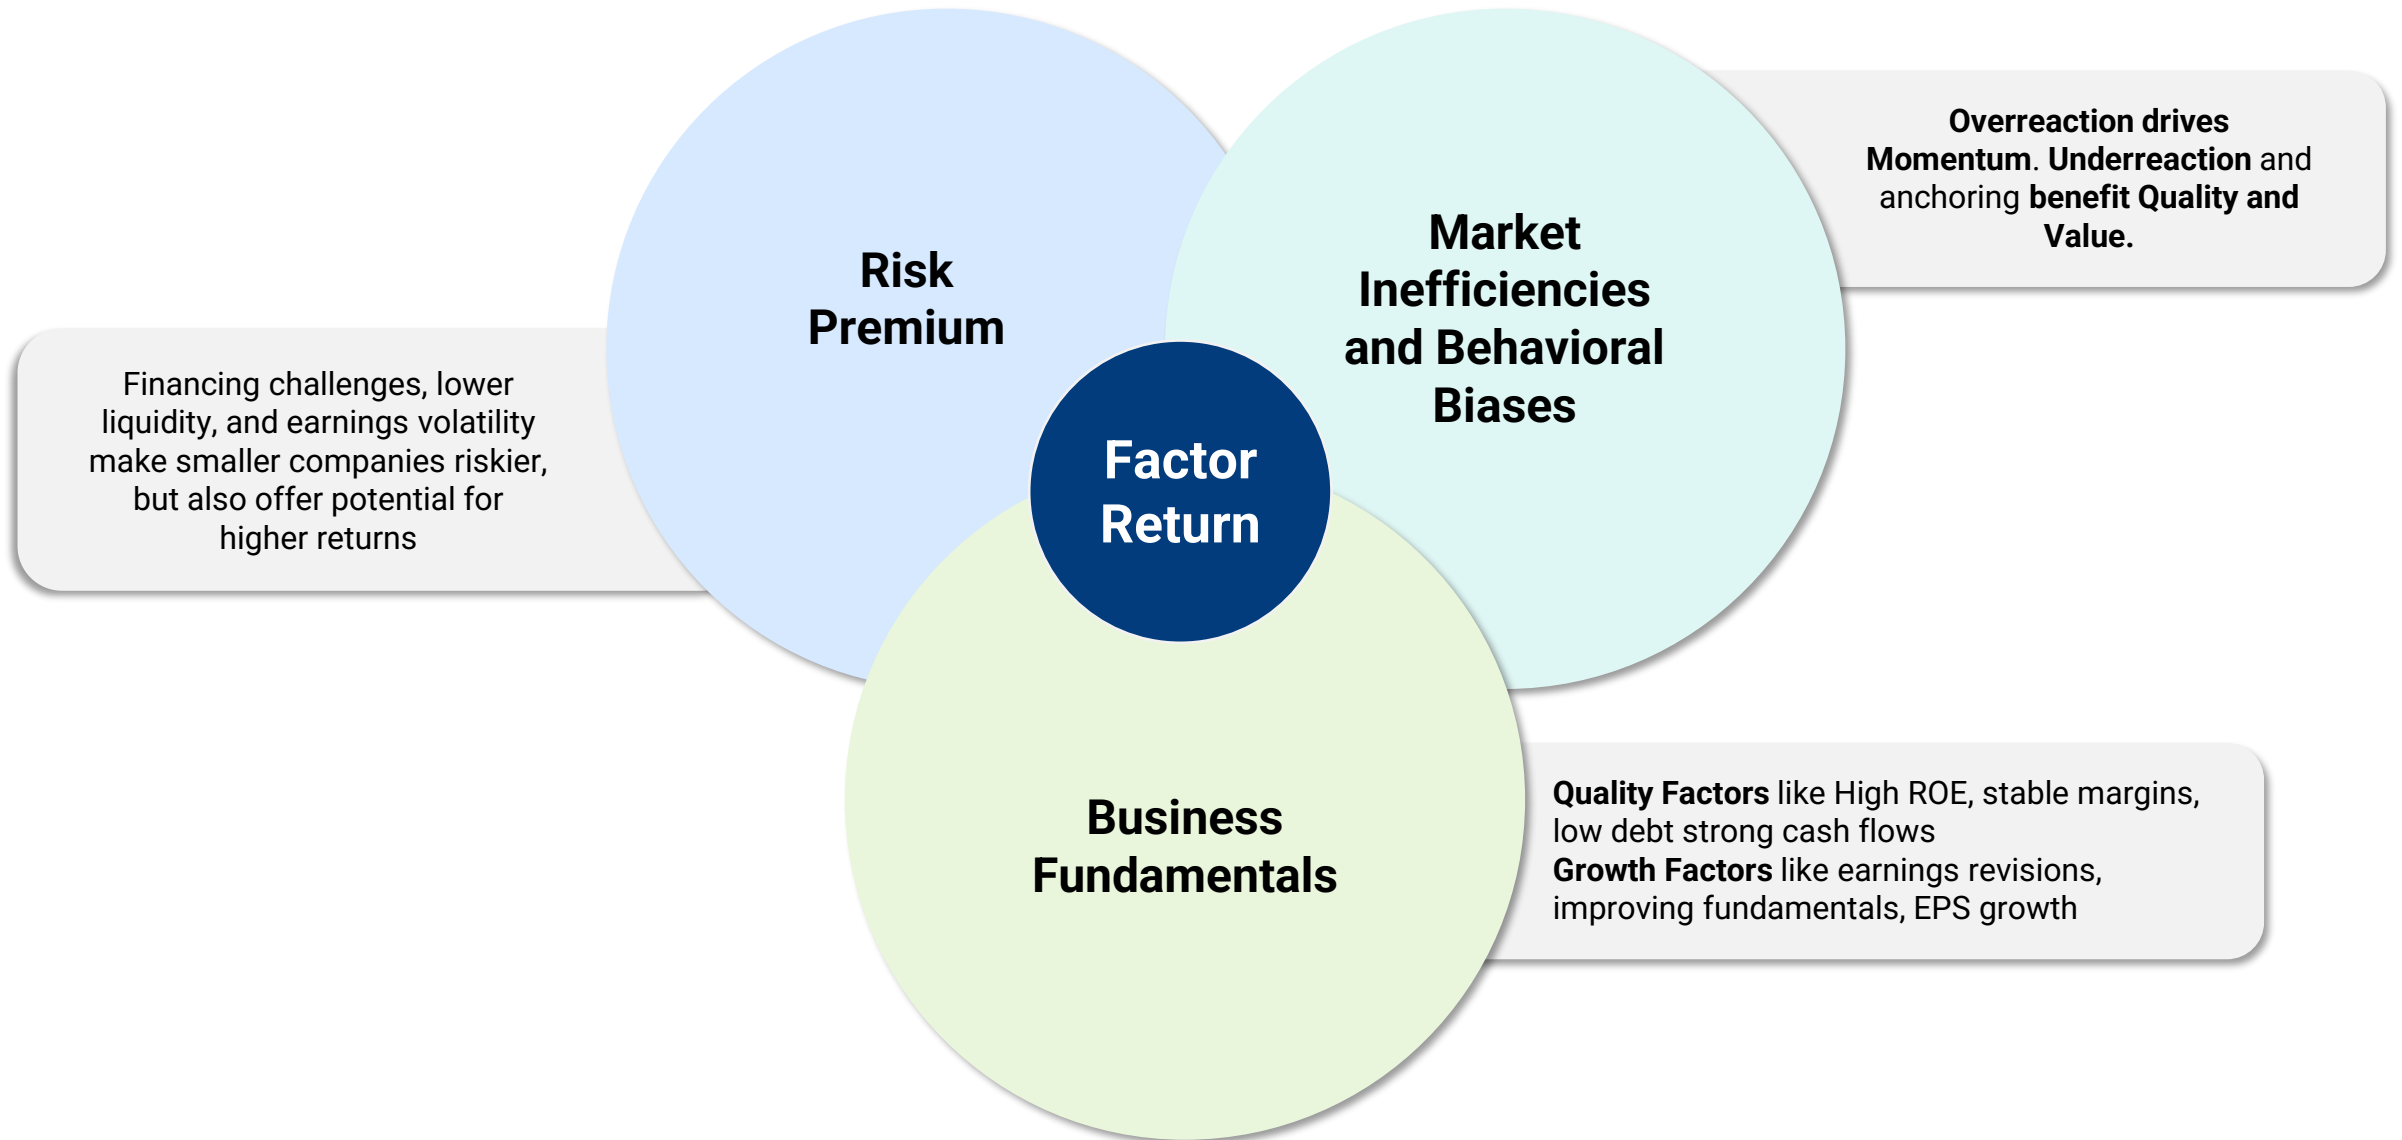 Risk
Premium
Market
Inefficiencies
and Behavioral
Biases
Overreaction drives
Momentum. Underreaction and
anchoring benefit Quality and
Value.
Financing challenges, lower
liquidity, and earnings volatility
make smaller companies riskier,
but also offer potential for
higher returns
Factor
Return
Business
Fundamentals
Quality Factors like High ROE, stable margins,
low debt strong cash flows
Growth Factors like earnings revisions,
improving fundamentals, EPS growth